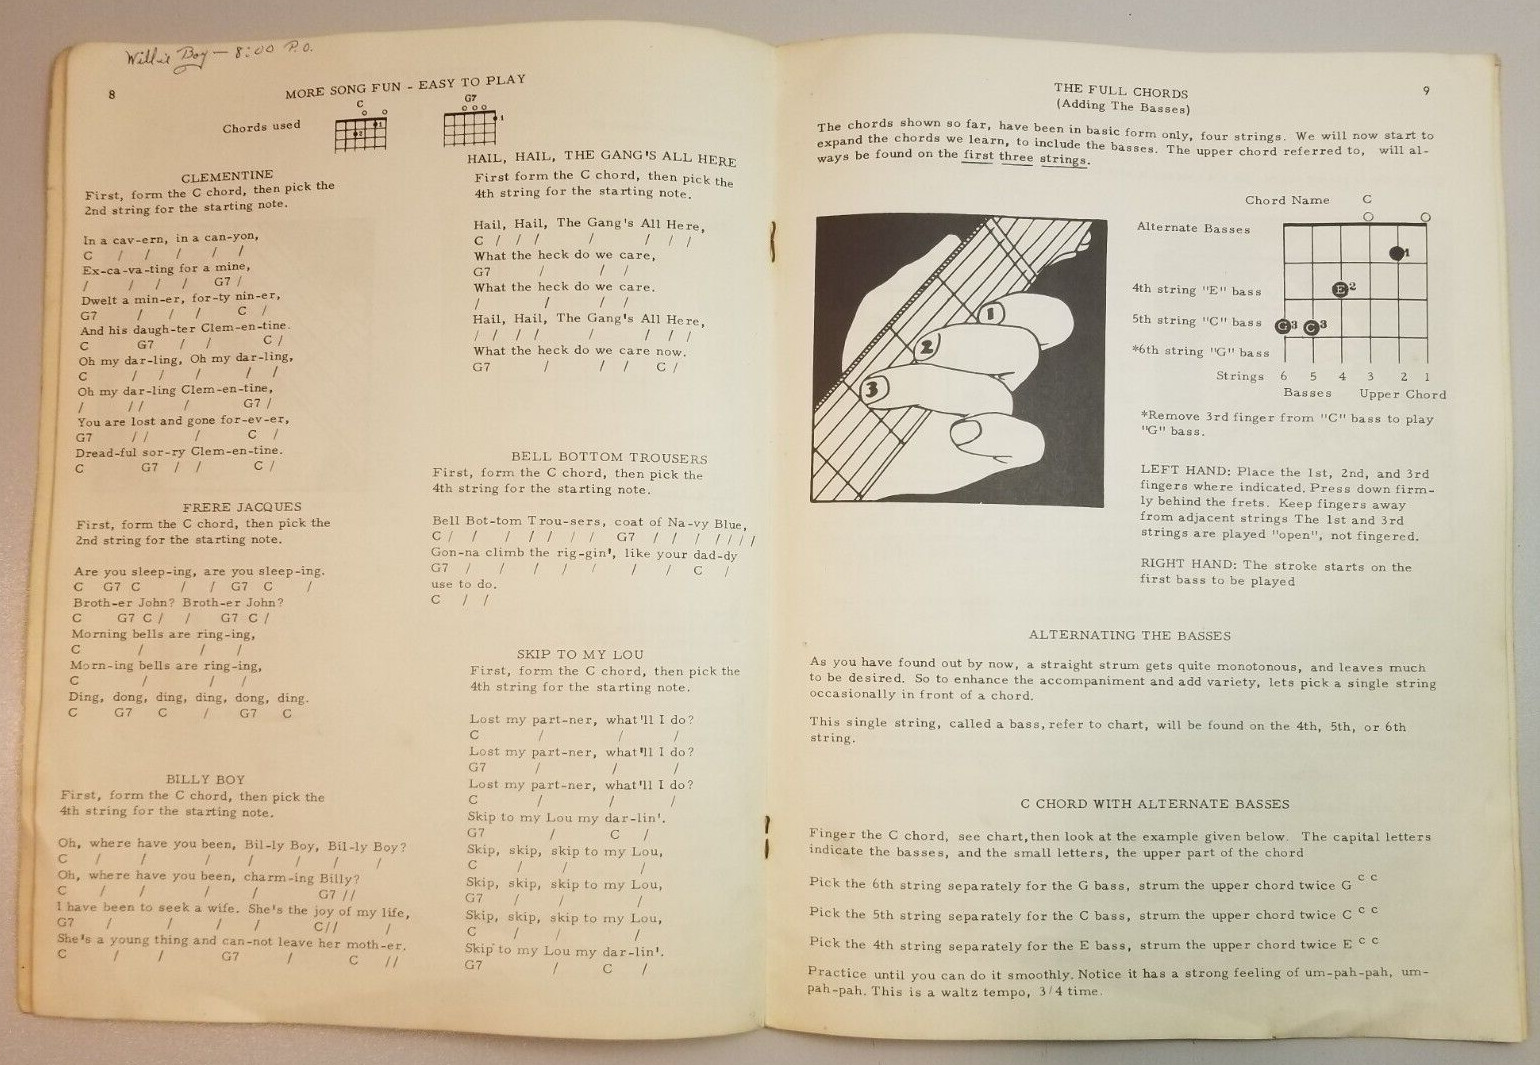 Willie Boy — 8:00 P.O.
8
MORE SONG FUN - EASY TO PLAY
Chords used
C
G7
CLEMENTINE
First, form the C chord, then pick the
2nd string for the starting note.
In a cav-ern, in a can-yon,
C / / / / /
Ex-ca-va-ting for a mine,
/ / / / G7 /
Dwelt a min-er, for-ty nin-er,
G7 / / / C /
And his daugh-ter Clem-en-tine.
C G7 / / C /
Oh my dar-ling, Oh my dar-ling,
C / / / / /
Oh my dar-ling Clem-en-tine,
/ / / / G7 /
You are lost and gone for-ev-er,
G7 / / / C /
Dread-ful sor-ry Clem-en-tine.
C G7 / / C /
FRERE JACQUES
First, form the C chord, then pick the
2nd string for the starting note.
Are you sleep-ing, are you sleep-ing.
C G7 C / / G7 C /
Broth-er John? Broth-er John?
C G7 C / / G7 C /
Morning bells are ring-ing,
C / / /
Morn-ing bells are ring-ing,
C / / /
Ding, dong, ding, ding, dong, ding.
C G7 C / G7 C
BILLY BOY
First, form the C chord, then pick the
4th string for the starting note.
Oh, where have you been, Bil-ly Boy, Bil-ly Boy?
C / / / / / / /
Oh, where have you been, charm-ing Billy?
C / / / / G7 / /
I have been to seek a wife. She's the joy of my life,
G7 / / / / C / / /
She's a young thing and can-not leave her moth-er.
C / / G7 / C / /
HAIL, HAIL, THE GANG'S ALL HERE
First form the C chord, then pick the
4th string for the starting note.
Hail, Hail, The Gang's All Here,
C / / / / / / /
What the heck do we care,
G7 / / /
What the heck do we care.
/ / / /
Hail, Hail, The Gang's All Here,
/ / / / / / / /
What the heck do we care now.
G7 / / / C /
BELL BOTTOM TROUSERS
First, form the C chord, then pick the
4th string for the starting note.
Bell Bot-tom Trou-sers, coat of Na-vy Blue,
C / / / / / / / G7 / / / / / / /
Gon-na climb the rig-gin', like your dad-dy
G7 / / / / / / / C /
use to do.
C / /
SKIP TO MY LOU
First, form the C chord, then pick the
4th string for the starting note.
Lost my part-ner, what'll I do?
C / / /
Lost my part-ner, what'll I do?
G7 / / /
Lost my part-ner, what'll I do?
C / / /
Skip to my Lou my dar-lin'.
G7 / C /
Skip, skip, skip to my Lou,
C / / /
Skip, skip, skip to my Lou,
G7 / / /
Skip, skip, skip to my Lou,
C / / /
Skip to my Lou my dar-lin'.
G7 / C /
9
THE FULL CHORDS
(Adding The Basses)
The chords shown so far, have been in basic form only, four strings. We will now start to
expand the chords we learn, to include the basses. The upper chord referred to, will al-
ways be found on the first three strings.
1
2
3
Chord Name C
Alternate Basses
1
4th string "E" bass
E 2
5th string "C" bass
G 3 C 3
*6th string "G" bass
Strings 6 5 4 3 2 1
Basses Upper Chord
*Remove 3rd finger from "C" bass to play
"G" bass.
LEFT HAND: Place the 1st, 2nd, and 3rd
fingers where indicated. Press down firm-
ly behind the frets. Keep fingers away
from adjacent strings The 1st and 3rd
strings are played "open", not fingered.
RIGHT HAND: The stroke starts on the
first bass to be played
ALTERNATING THE BASSES
As you have found out by now, a straight strum gets quite monotonous, and leaves much
to be desired. So to enhance the accompaniment and add variety, lets pick a single string
occasionally in front of a chord.
This single string, called a bass, refer to chart, will be found on the 4th, 5th, or 6th
string.
C CHORD WITH ALTERNATE BASSES
Finger the C chord, see chart, then look at the example given below. The capital letters
indicate the basses, and the small letters, the upper part of the chord
Pick the 6th string separately for the G bass, strum the upper chord twice G c c
Pick the 5th string separately for the C bass, strum the upper chord twice C c c
Pick the 4th string separately for the E bass, strum the upper chord twice E c c
Practice until you can do it smoothly. Notice it has a strong feeling of um-pah-pah, um-
pah-pah. This is a waltz tempo, 3/4 time.